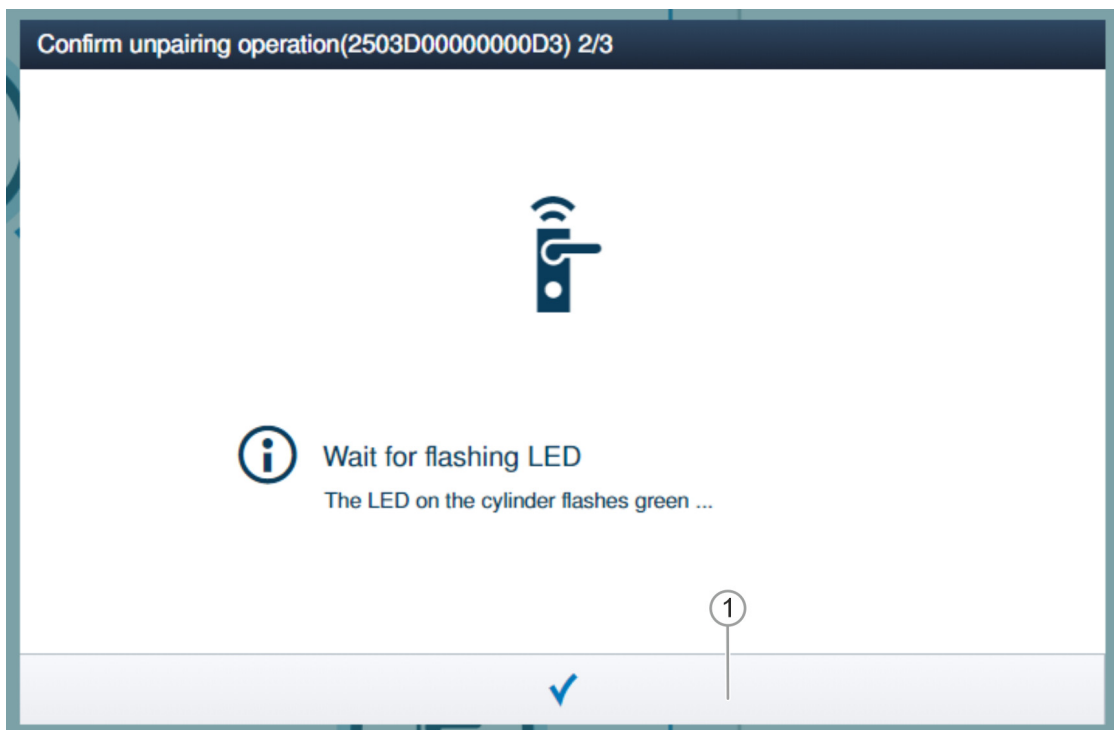 Confirm unpairing operation(2503D00000000D3) 2/3
Wait for flashing LED
The LED on the cylinder flashes green ...
1